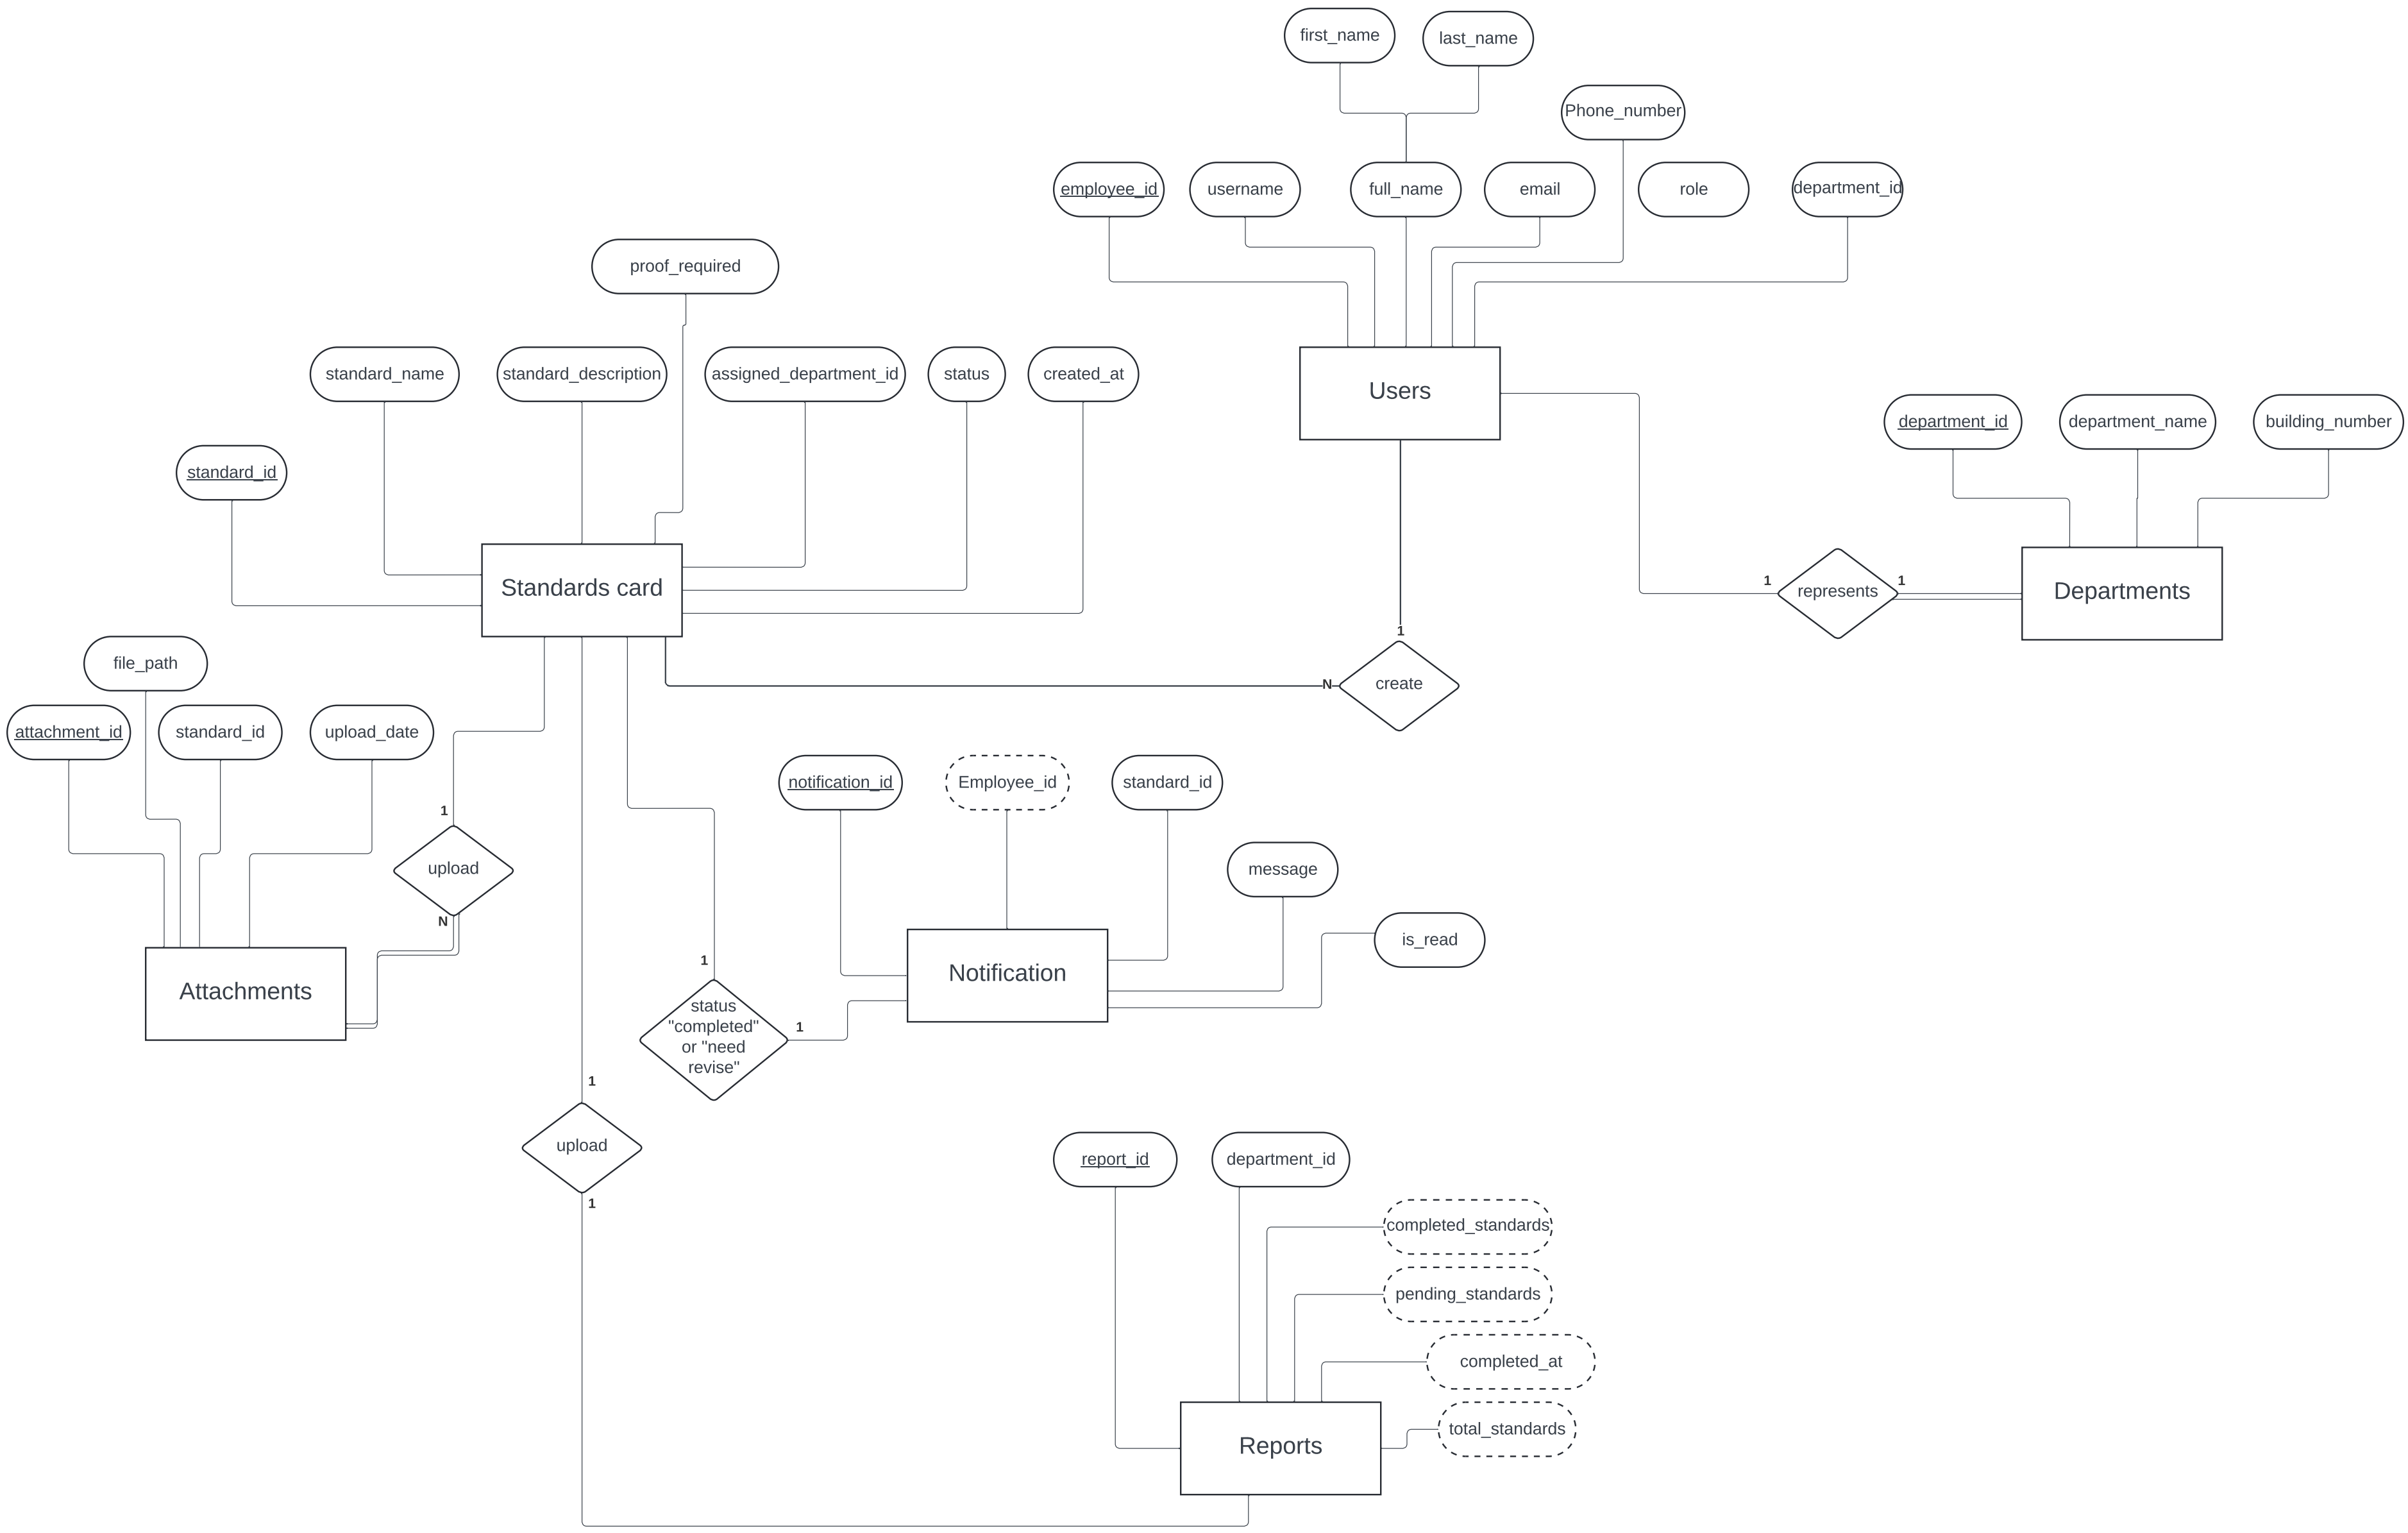 first_name
last_name
Phone_number
employee_id
username
full_name
email
role
department_id
proof_required
standard_name
standard_description
assigned_department_id
status
created_at
Users
department_id
department_name
building_number
standard_id
Standards card
1
represents
1
Departments
file_path
1
N
create
attachment_id
standard_id
upload_date
notification_id
Employee_id
standard_id
1
upload
N
message
is_read
Attachments
1
Notification
status
"completed"
or "need
revise"
1
1
upload
1
report_id
department_id
completed_standards
pending_standards
completed_at
total_standards
Reports